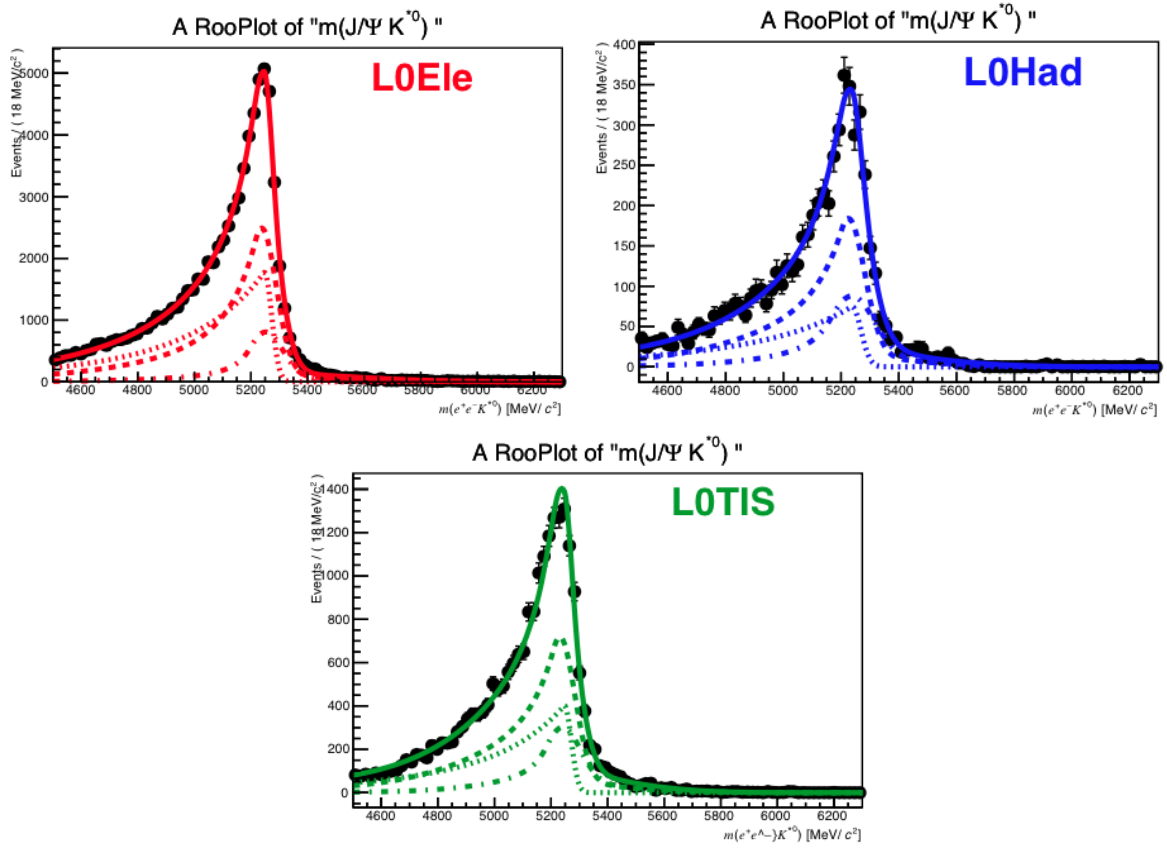 A RooPlot of "m(J/Ψ K*0) "
L0Ele
Events / ( 18 MeV/c²)
5000
4000
3000
2000
1000
0
4600 4800 5000 5200 5400 5600 5800 6000 6200
m(e⁺e⁻K*⁰) [MeV/ c²]
A RooPlot of "m(J/Ψ K*0) "
L0Had
Events / ( 18 MeV/c²)
400
350
300
250
200
150
100
50
0
4600 4800 5000 5200 5400 5600 5800 6000 6200
m(e⁺e⁻K*⁰) [MeV/ c²]
A RooPlot of "m(J/Ψ K*0) "
L0TIS
Events / ( 18 MeV/c²)
1400
1200
1000
800
600
400
200
0
4600 4800 5000 5200 5400 5600 5800 6000 6200
m(e⁺e^-}K*⁰) [MeV/ c²]